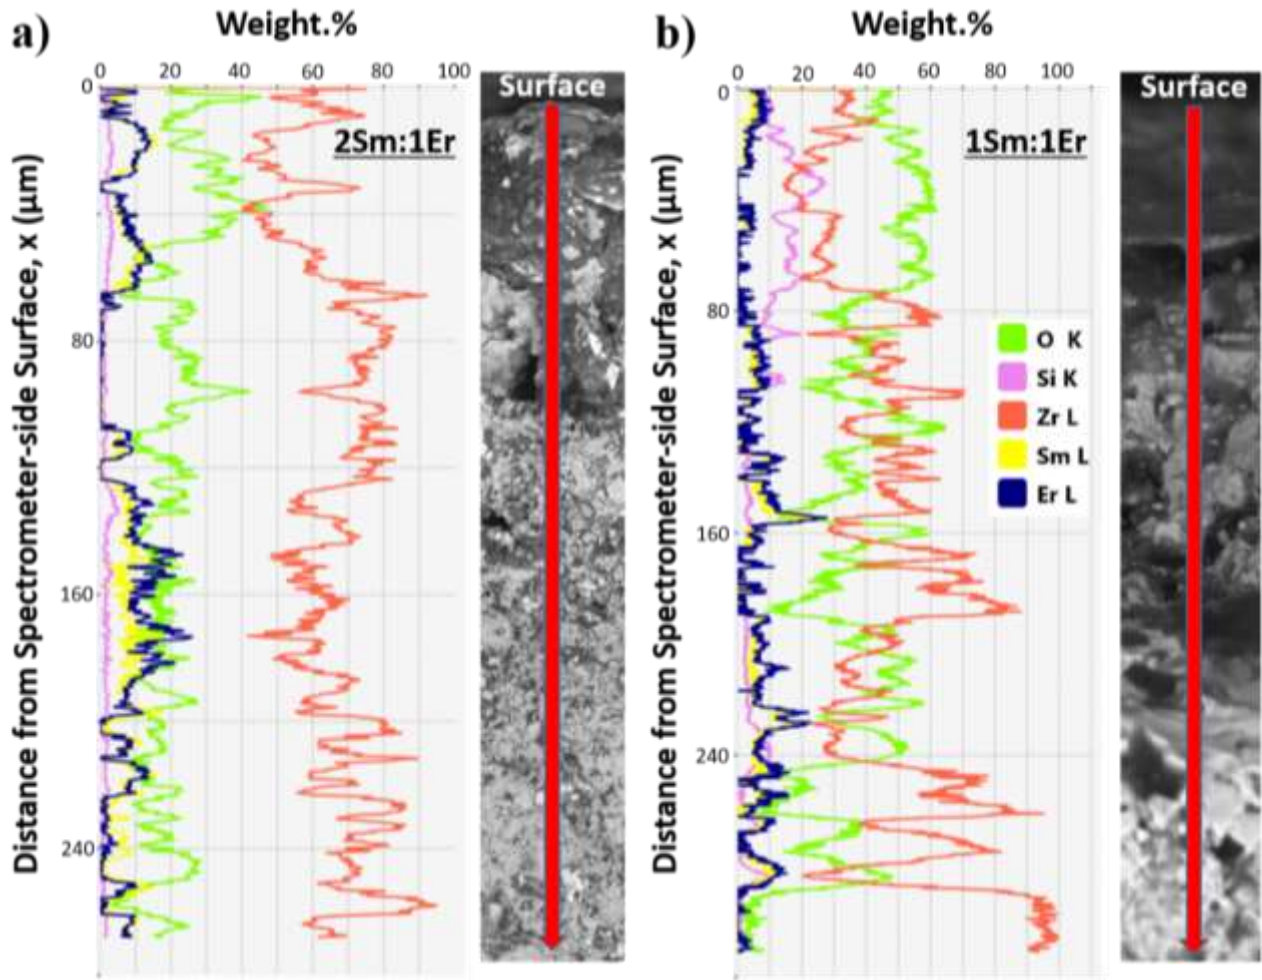 a)
Weight.%
0 20 40 60 80 100
Surface
0
2Sm:1Er
80
160
240
Distance from Spectrometer-side Surface, x (μm)
b)
Weight.%
0 20 40 60 80 100
Surface
0
1Sm:1Er
80
O K
Si K
Zr L
Sm L
Er L
160
240
Distance from Spectrometer-side Surface, x (μm)